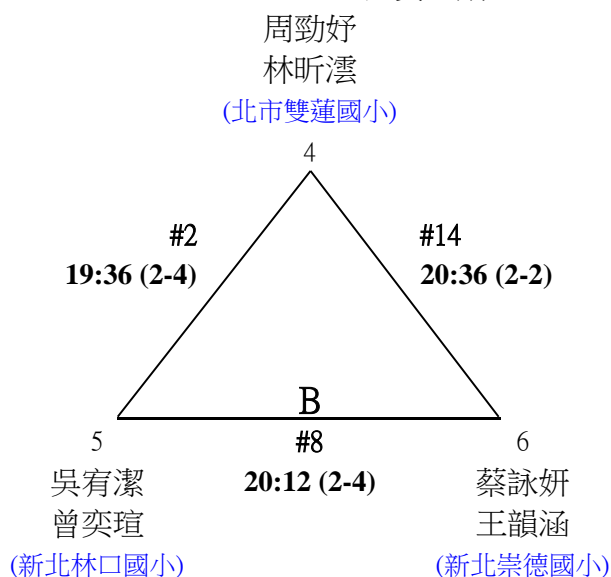 周勁妤
林昕澐
(北市雙蓮國小)
4
#2
#14
19:36 (2-4)
20:36 (2-2)
B
5
#8
6
20:12 (2-4)
吳宥潔
曾奕瑄
(新北林口國小)
蔡詠妍
王韻涵
(新北崇德國小)